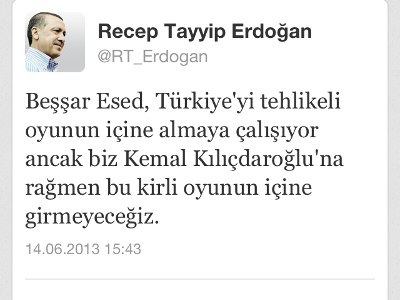 Recep Tayyip Erdoğan
@RT_Erdogan
Beşşar Esed, Türkiye'yi tehlikeli
oyunun içine almaya çalışıyor
ancak biz Kemal Kılıçdaroğlu'na
rağmen bu kirli oyunun içine
girmeyeceğiz.
14.06.2013 15:43